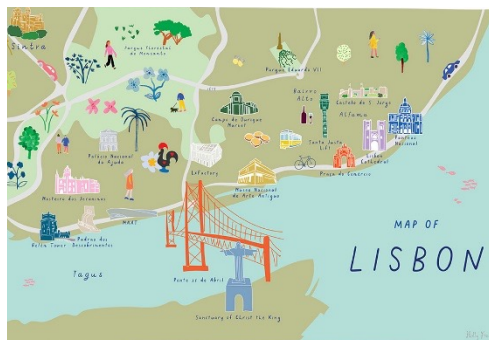 Sintra
Parque Florestal
de Monsanto
Parque Eduardo VII
Bairro
Alto
Castelo de S. Jorge
Campo de Ourique
Market
Alfama
Panteão
Nacional
Santa Justa
Lift
Lisbon
Cathedral
Palácio Nacional
da Ajuda
LxFactory
Praça do Comércio
Museu Nacional
de Arte Antiga
Mosteiro dos Jerónimos
MAAT
Belém Tower
Padrão dos
Descobrimentos
MAP OF
LISBON
Tagus
Ponte 25 de Abril
Sanctuary of Christ the King